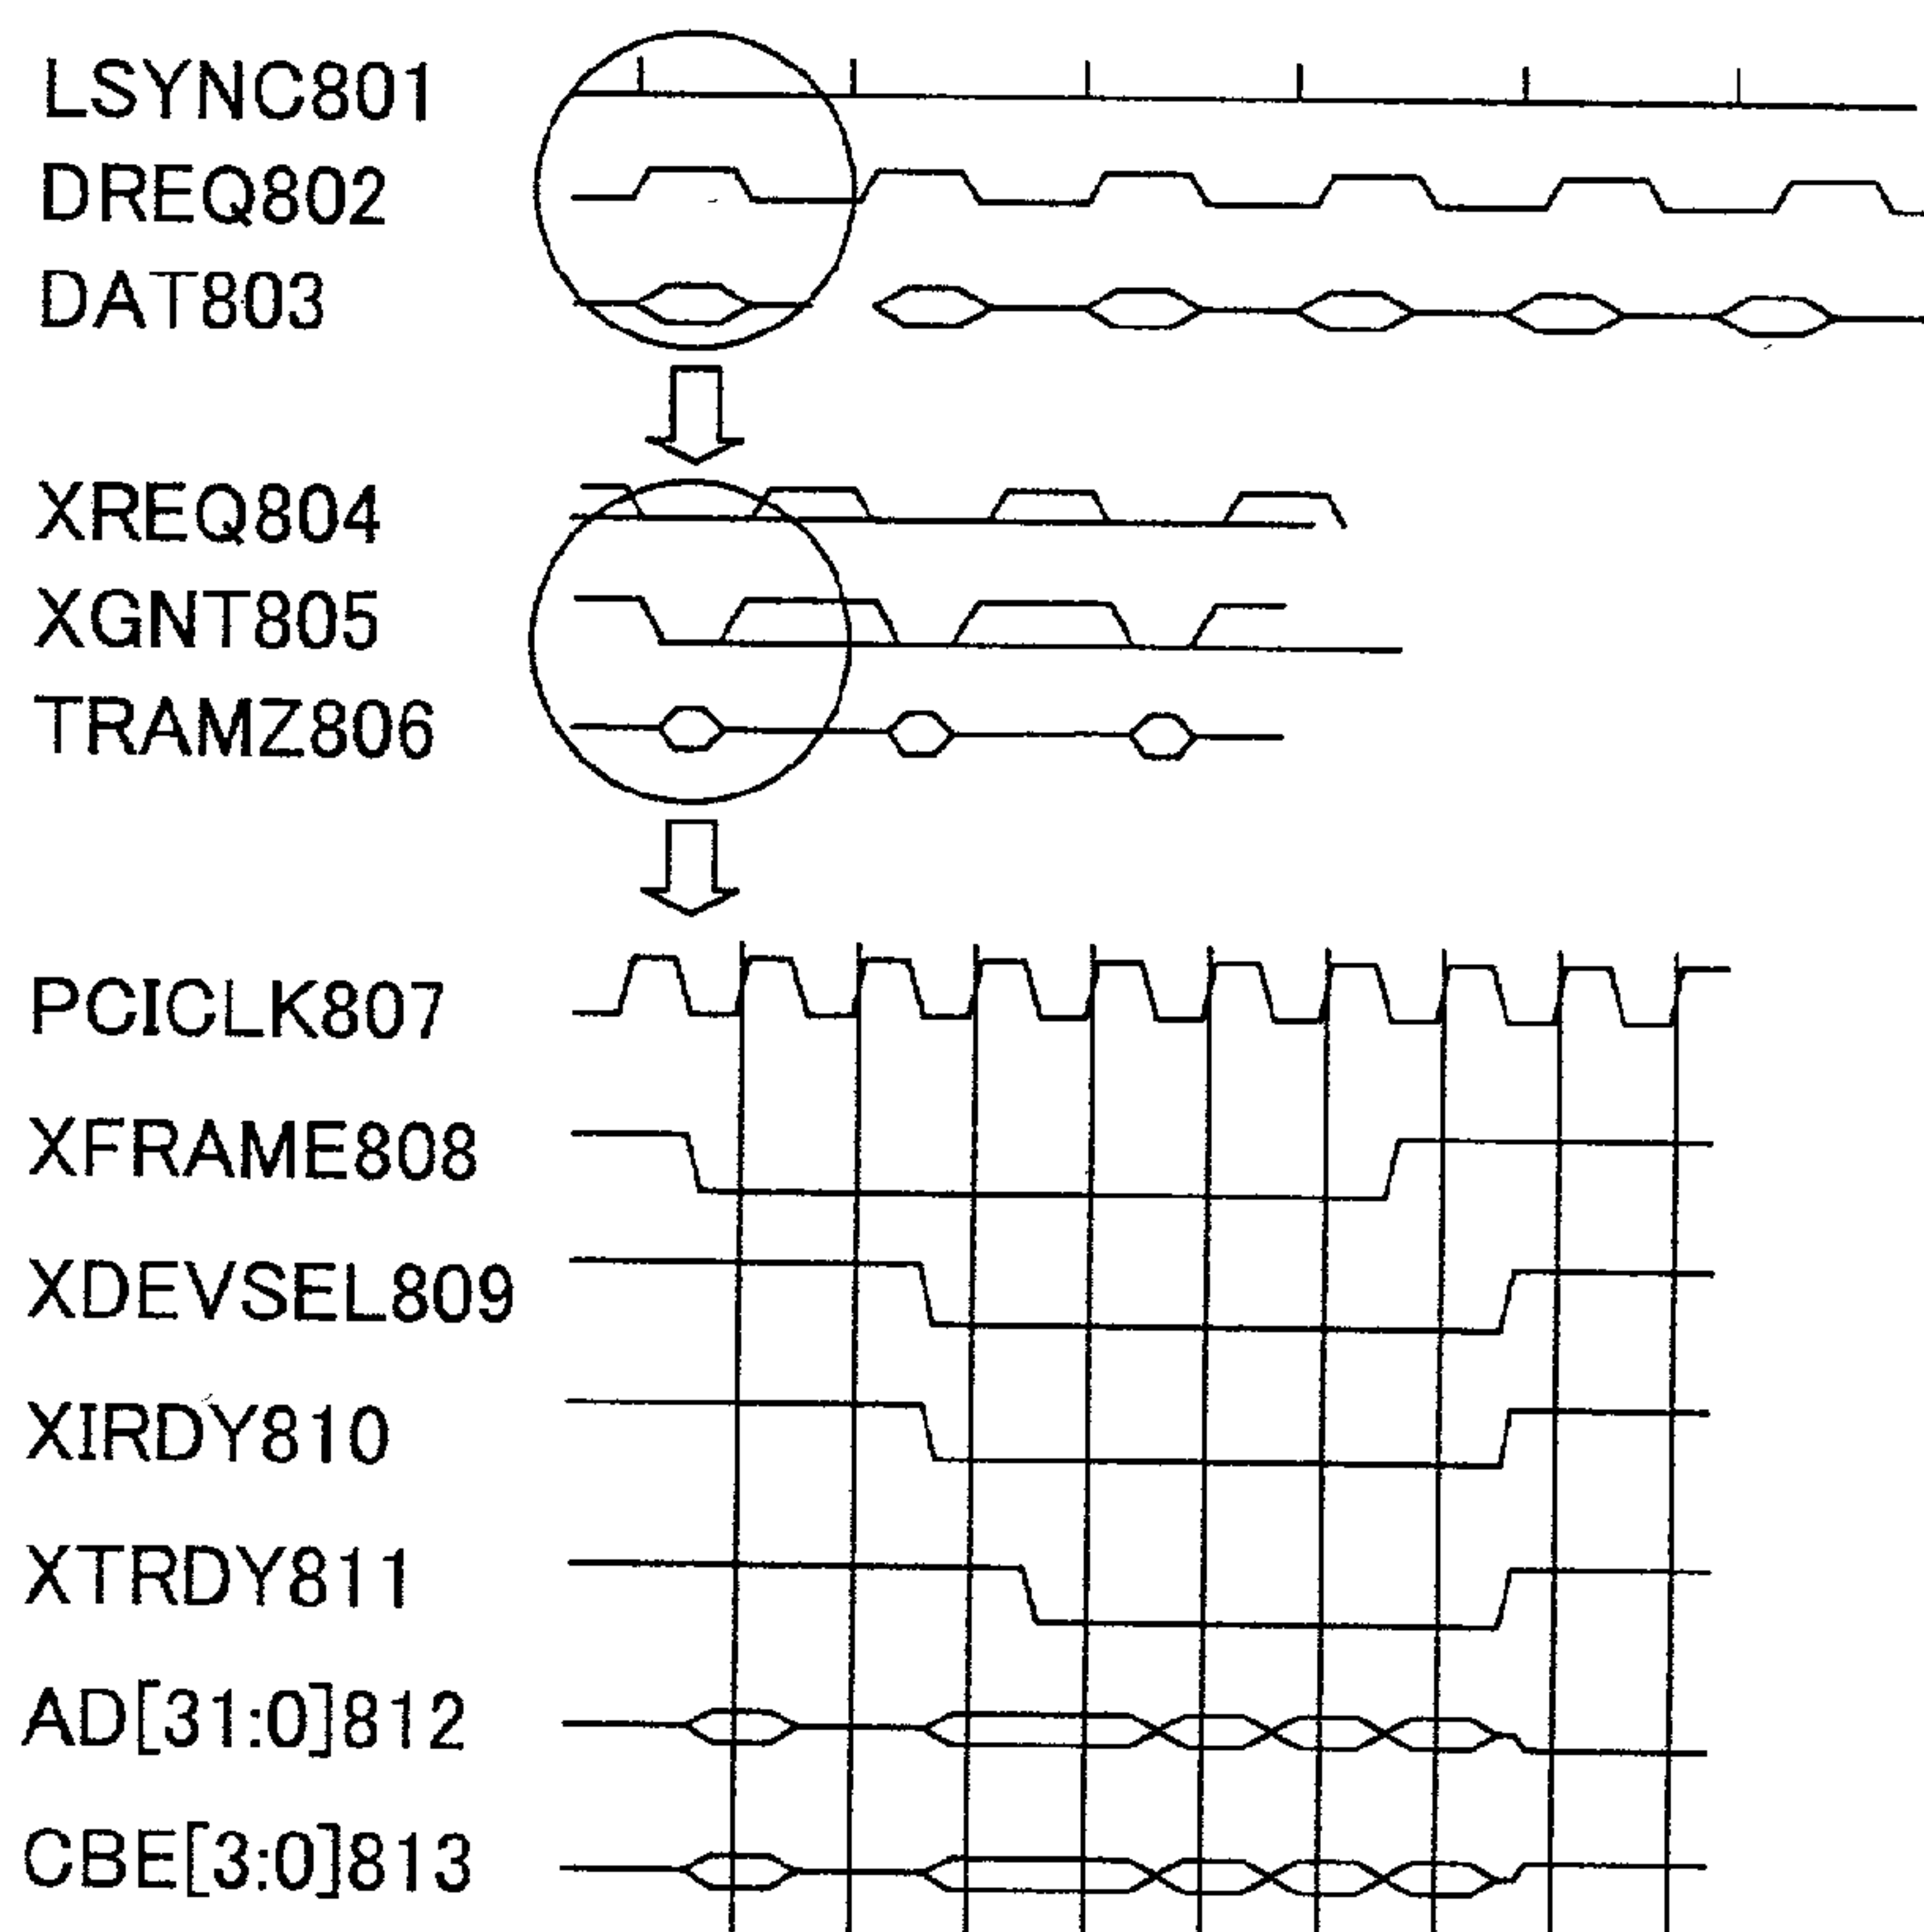 LSYNC801
DREQ802
DAT803
XREQ804
XGNT805
TRAMZ806
PCICLK807
XFRAME808
XDEVSEL809
XIRDY810
XTRDY811
AD[31:0]812
CBE[3:0]813